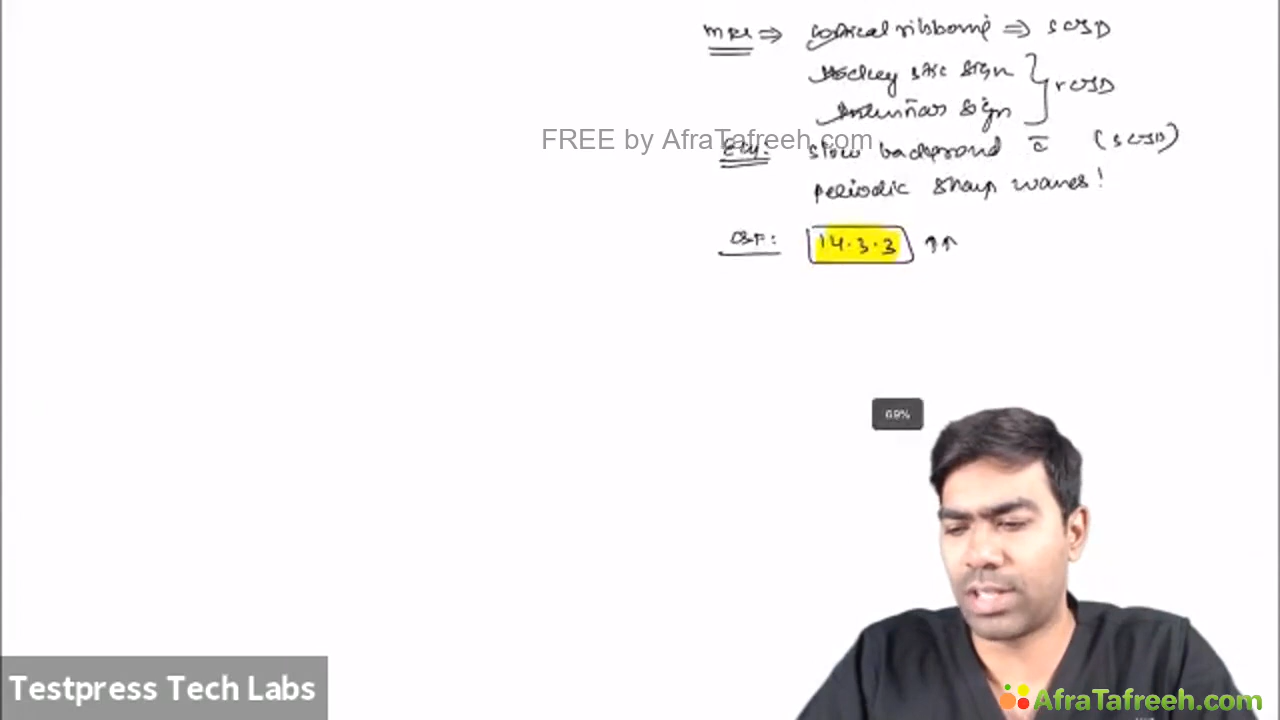 MRI ⇒ Cortical ribboning ⇒ sCJD
Hockey stick sign } vCJD
Pulvinar sign
FREE by AfraTafreeh.com
EEG: slow background c̄ (sCJD)
periodic sharp waves!
CSF: 14.3.3 ↑↑
69%
Testpress Tech Labs
AfraTafreeh.com